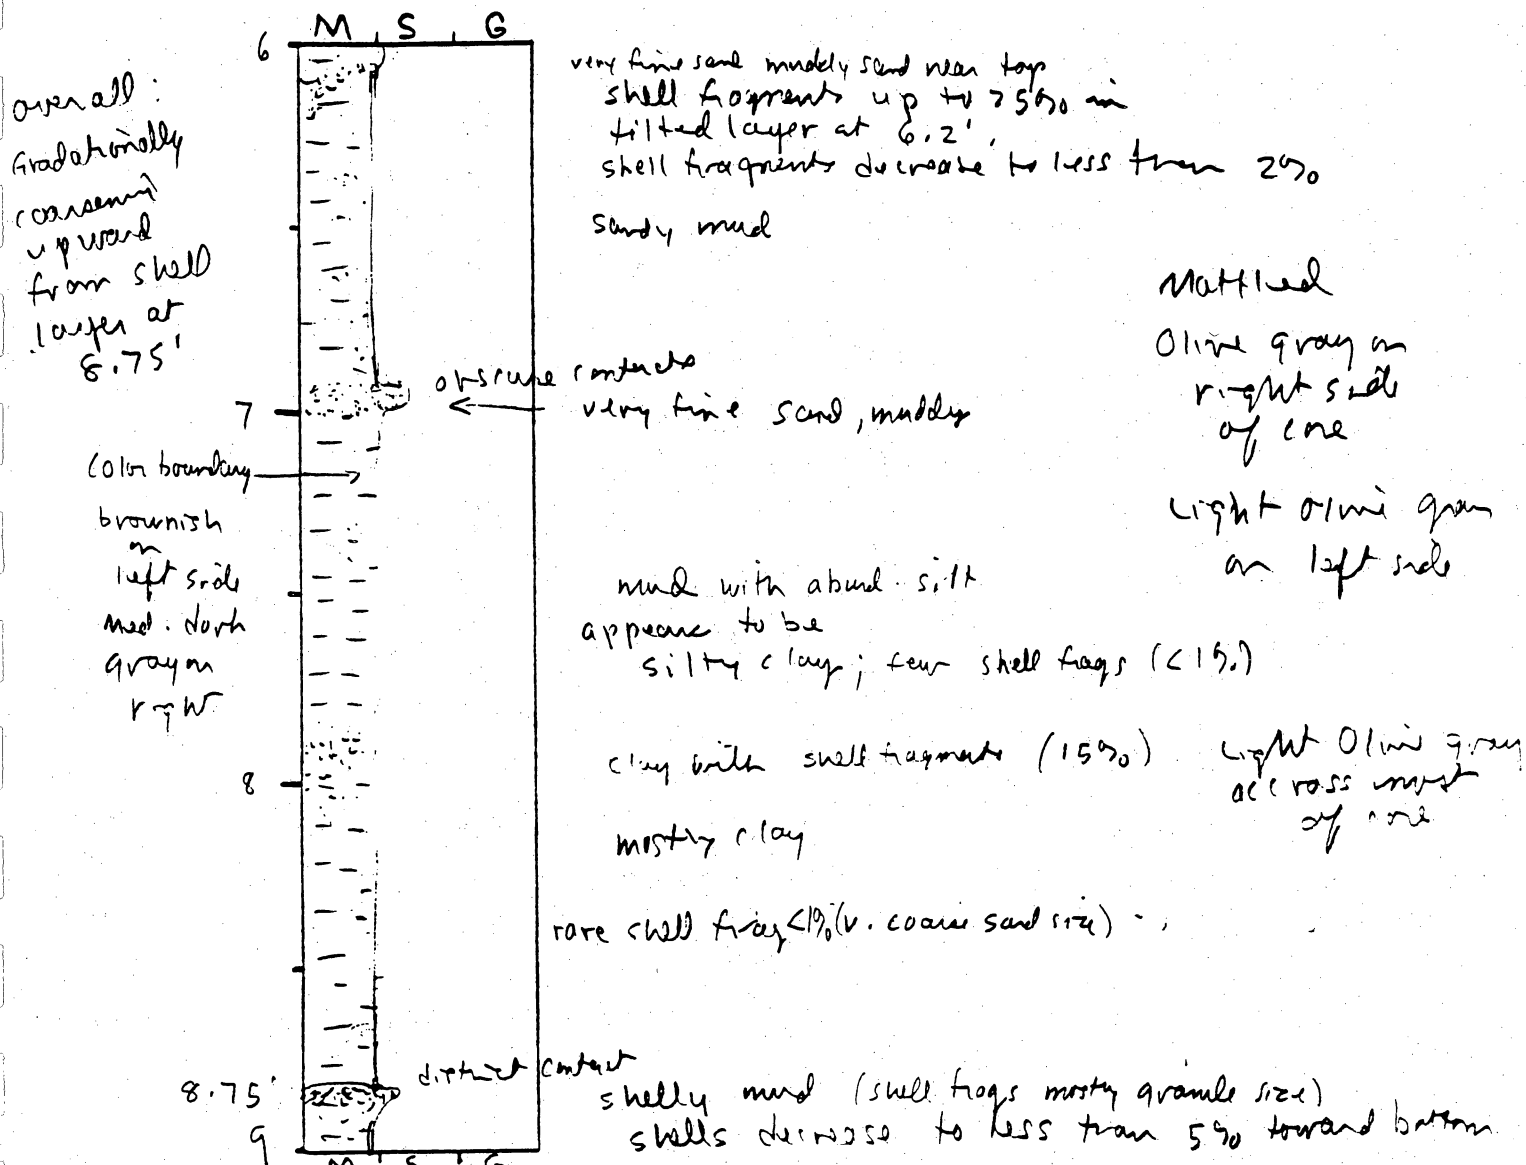 M S G
6
very fine sand muddy sand near top
shell fragments up to 25% in
tilted layer at 6.2',
shell fragments decrease to less than 2%
overall:
Gradationally
coarsening
upward
from shell
layer at
8.75'
sandy mud
Mottled
Olive gray on
right side
of core
obscure contacts
7
very fine sand, muddy
color boundary
brownish
on
left side
med. dark
gray on
right
Light Olive gray
on left side
mud with abund. silt
appears to be
silty clay; few shell frags (<1%)
clay with shell fragments (15%)
Light Olive gray
accross most
of core
8
mostly clay
rare shell frag <1% (v. coarse sand size)
distinct contact
8.75'
shelly mud (shell frags mostly granule size)
shells decrease to less than 5% toward bottom
9
M S G